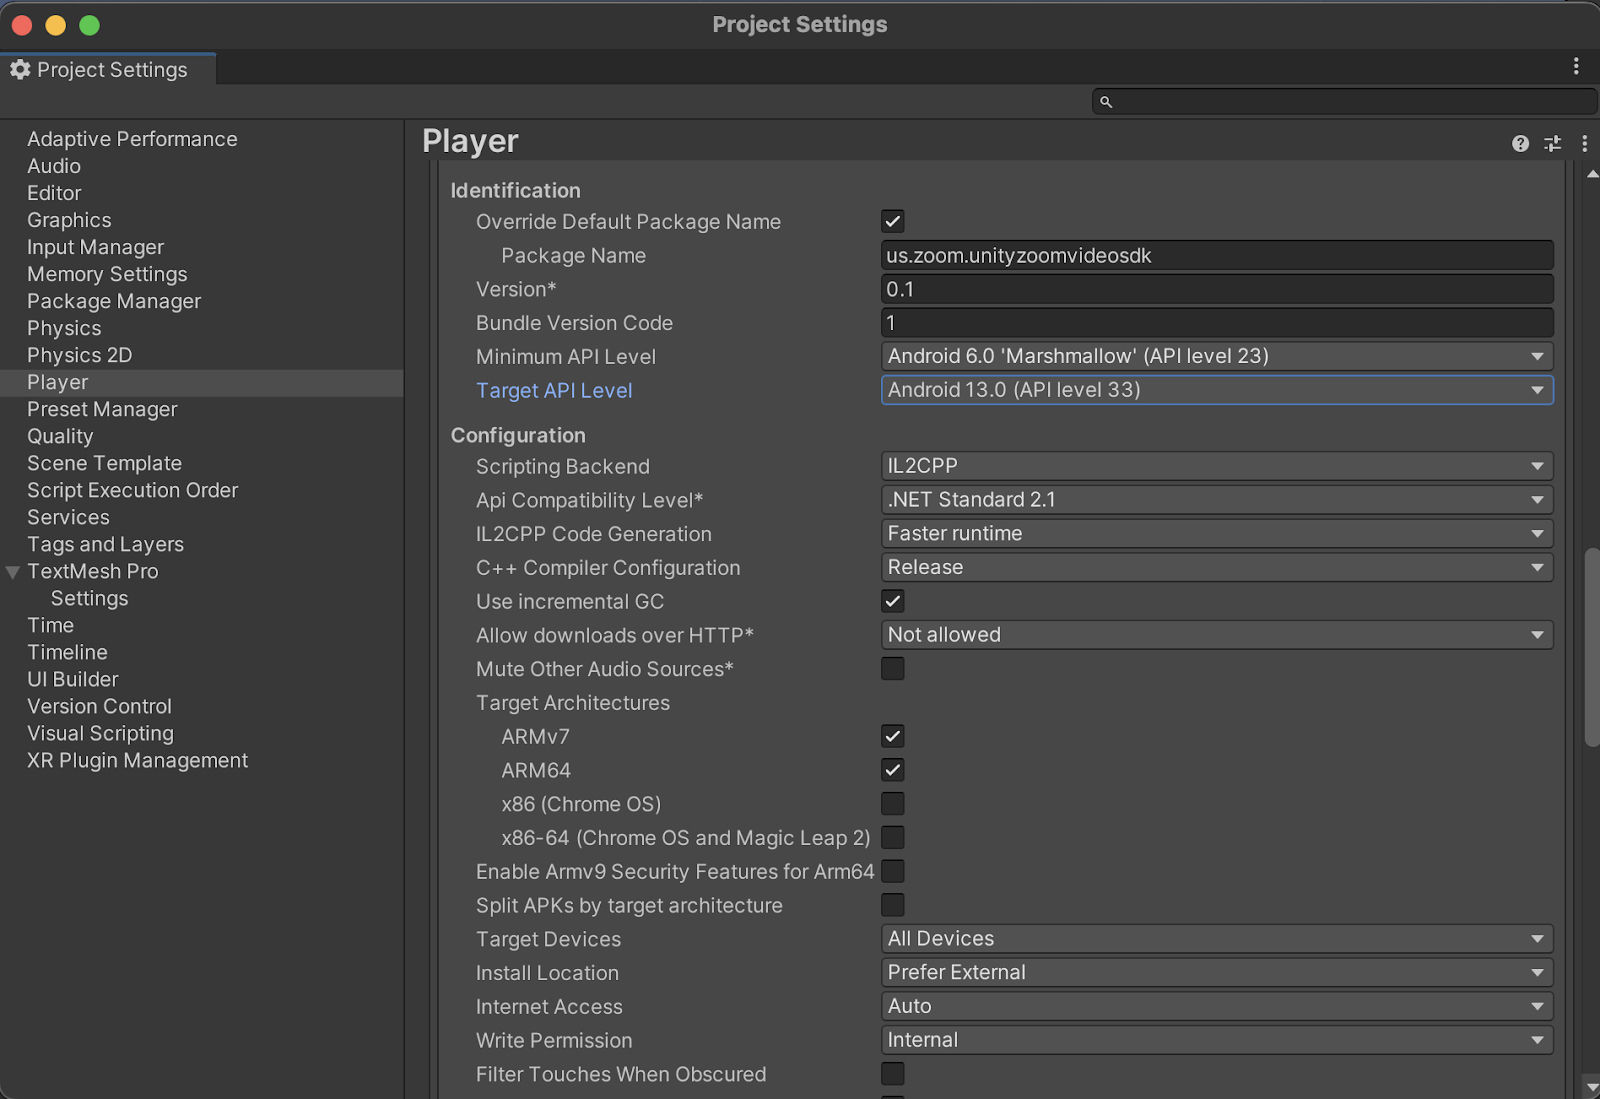 Project Settings
Project Settings
Adaptive Performance
Audio
Editor
Graphics
Input Manager
Memory Settings
Package Manager
Physics
Physics 2D
Player
Preset Manager
Quality
Scene Template
Script Execution Order
Services
Tags and Layers
TextMesh Pro
Settings
Time
Timeline
UI Builder
Version Control
Visual Scripting
XR Plugin Management
Player
Identification
Override Default Package Name
Package Name us.zoom.unityzoomvideosdk
Version* 0.1
Bundle Version Code 1
Minimum API Level Android 6.0 'Marshmallow' (API level 23)
Target API Level Android 13.0 (API level 33)
Configuration
Scripting Backend IL2CPP
Api Compatibility Level* .NET Standard 2.1
IL2CPP Code Generation Faster runtime
C++ Compiler Configuration Release
Use incremental GC
Allow downloads over HTTP* Not allowed
Mute Other Audio Sources*
Target Architectures
ARMv7
ARM64
x86 (Chrome OS)
x86-64 (Chrome OS and Magic Leap 2)
Enable Armv9 Security Features for Arm64
Split APKs by target architecture
Target Devices All Devices
Install Location Prefer External
Internet Access Auto
Write Permission Internal
Filter Touches When Obscured